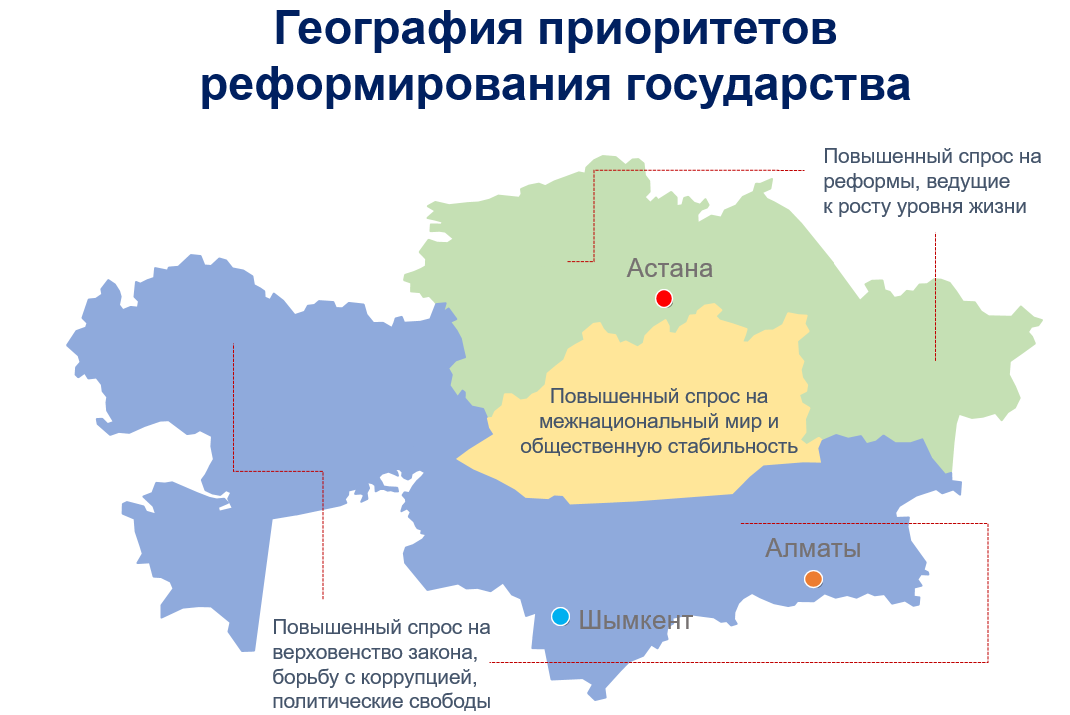 География приоритетов
реформирования государства
Повышенный спрос на
реформы, ведущие
к росту уровня жизни
Астана
Повышенный спрос на
межнациональный мир и
общественную стабильность
Алматы
Шымкент
Повышенный спрос на
верховенство закона,
борьбу с коррупцией,
политические свободы